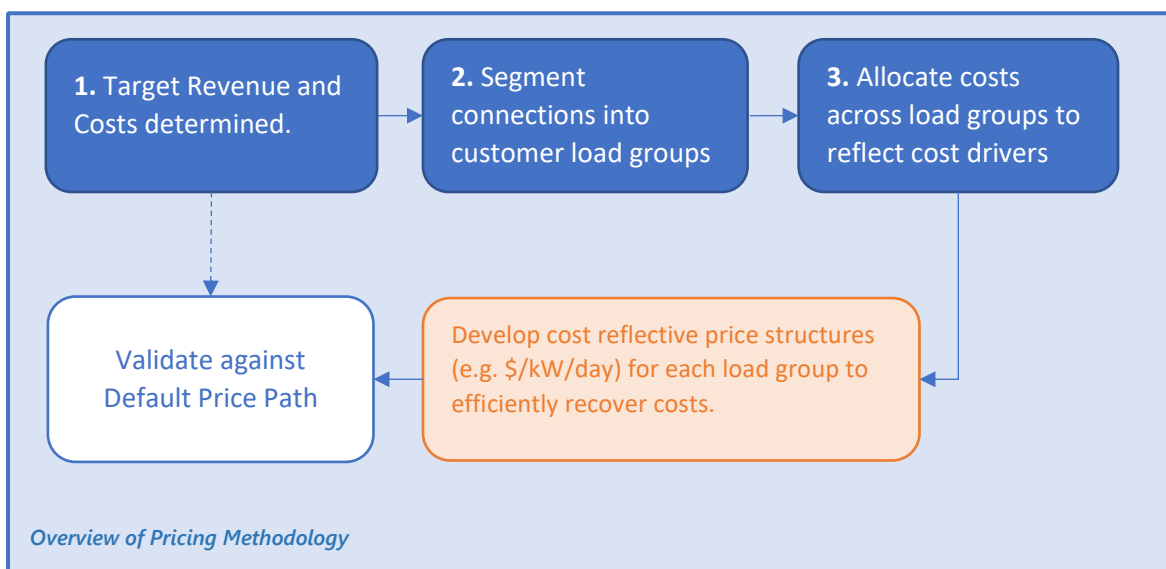 1. Target Revenue and
Costs determined.
2. Segment
connections into
customer load groups
3. Allocate costs
across load groups to
reflect cost drivers
Validate against
Default Price Path
Develop cost reflective price structures
(e.g. $/kW/day) for each load group to
efficiently recover costs.
Overview of Pricing Methodology